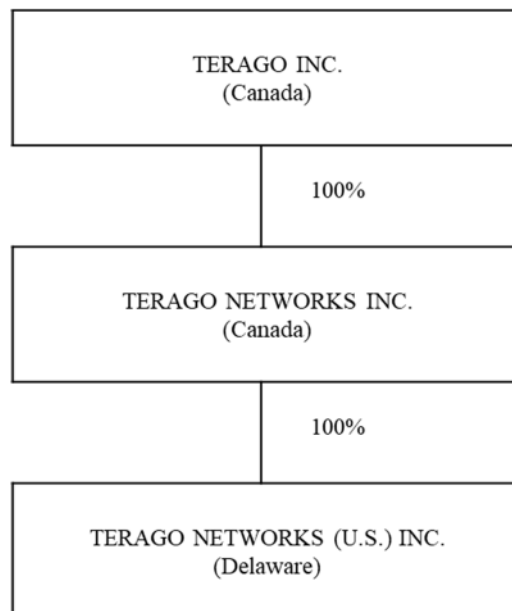 TERAGO INC.
(Canada)
100%
TERAGO NETWORKS INC.
(Canada)
100%
TERAGO NETWORKS (U.S.) INC.
(Delaware)